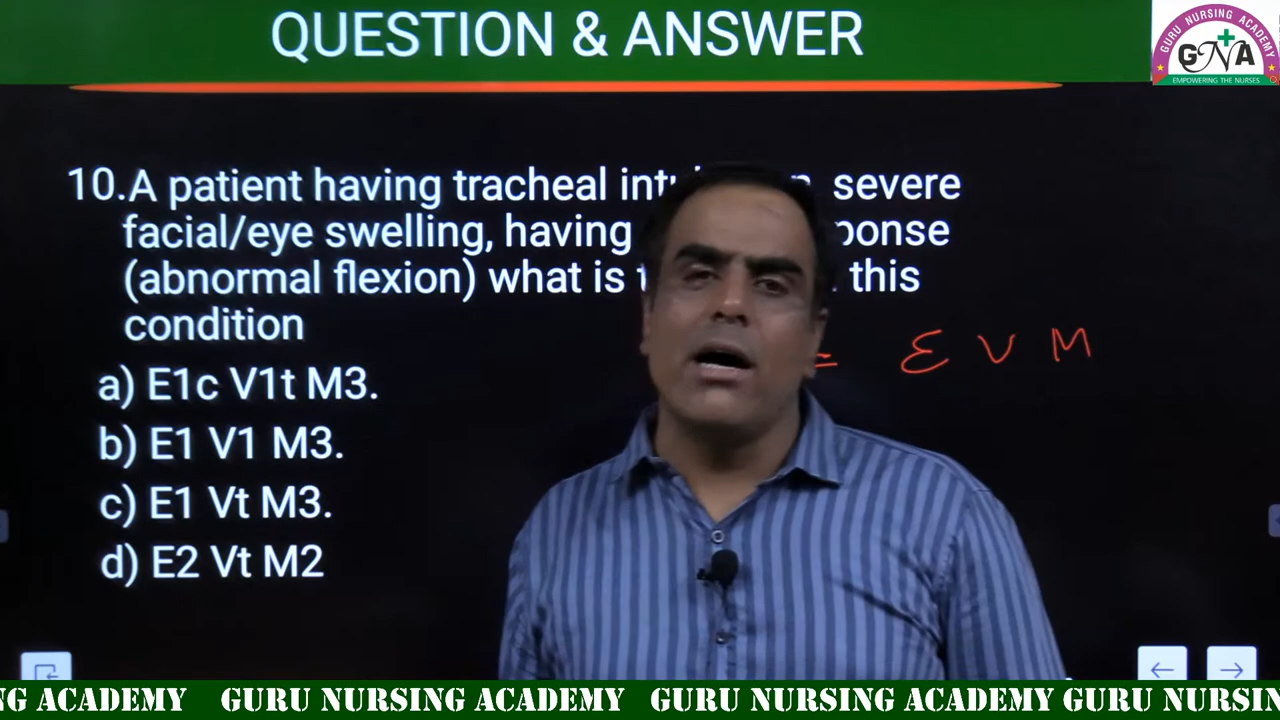 QUESTION & ANSWER
GURU NURSING ACADEMY
GNA
EMPOWERING THE NURSES
10.A patient having tracheal severe
facial/eye swelling, having
(abnormal flexion) what is this
condition
= E V M
a) E1c V1t M3.
b) E1 V1 M3.
c) E1 Vt M3.
d) E2 Vt M2
NG ACADEMY GURU NURSING ACADEMY GURU NURSING ACADEMY GURU NURSIN